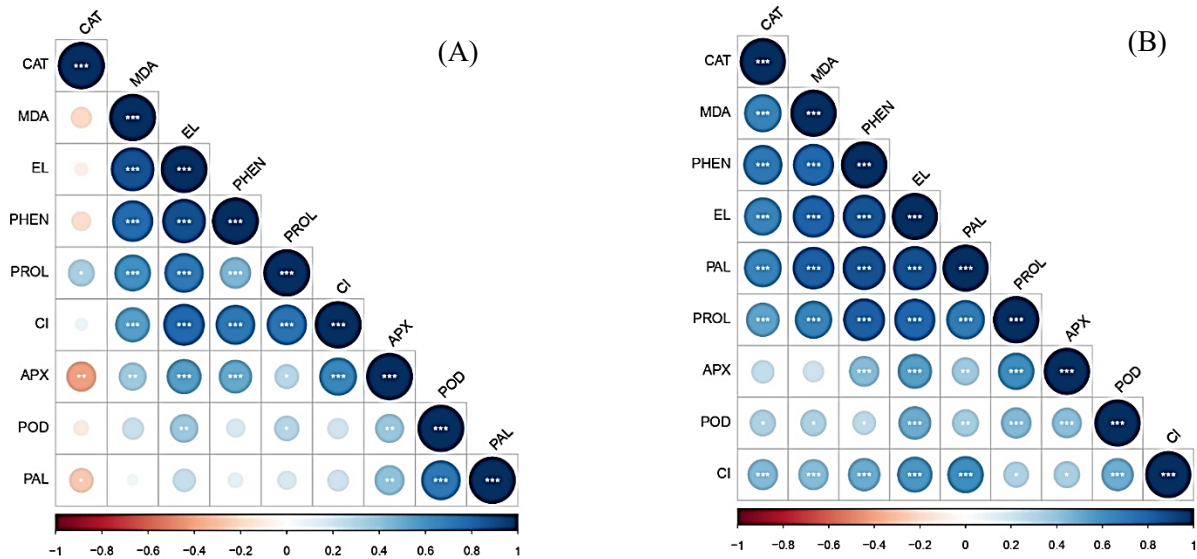 (A)
CAT
CAT ***
MDA
MDA ***
EL
EL *** ***
PHEN
PHEN *** *** ***
PROL
PROL * *** *** *** ***
CI
CI *** *** *** *** ***
APX
APX ** ** *** *** * *** ***
POD
POD ** * ** ***
PAL
PAL * ** *** ***
−1 −0.8 −0.6 −0.4 −0.2 0 0.2 0.4 0.6 0.8 1
(B)
CAT
CAT ***
MDA
MDA *** ***
PHEN
PHEN *** *** ***
EL
EL *** *** *** ***
PAL
PAL *** *** *** *** ***
PROL
PROL *** *** *** *** *** ***
APX
APX *** *** ** *** ***
POD
POD * * * *** ** *** *** ***
CI
CI *** *** *** *** *** * * *** ***
−1 −0.8 −0.6 −0.4 −0.2 0 0.2 0.4 0.6 0.8 1